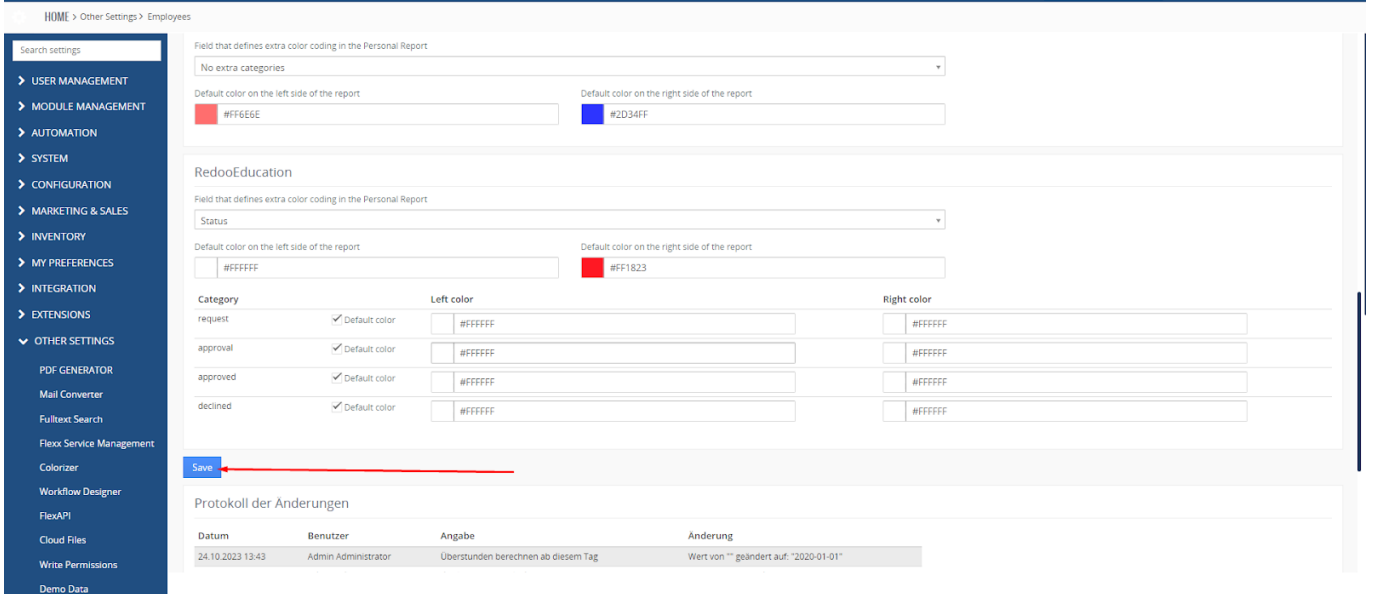 HOME > Other Settings > Employees
Search settings
USER MANAGEMENT
MODULE MANAGEMENT
AUTOMATION
SYSTEM
CONFIGURATION
MARKETING & SALES
INVENTORY
MY PREFERENCES
INTEGRATION
EXTENSIONS
OTHER SETTINGS
PDF GENERATOR
Mail Converter
Fulltext Search
Flexx Service Management
Colorizer
Workflow Designer
FlexAPI
Cloud Files
Write Permissions
Demo Data
Field that defines extra color coding in the Personal Report
No extra categories
Default color on the left side of the report Default color on the right side of the report
#FF6E6E #2D34FF
RedooEducation
Field that defines extra color coding in the Personal Report
Status
Default color on the left side of the report Default color on the right side of the report
#FFFFFF #FF1823
Category Left color Right color
request Default color #FFFFFF #FFFFFF
approval Default color #FFFFFF #FFFFFF
approved Default color #FFFFFF #FFFFFF
declined Default color #FFFFFF #FFFFFF
Save
Protokoll der Änderungen
Datum Benutzer Angabe Änderung
24.10.2023 13:43 Admin Administrator Überstunden berechnen ab diesem Tag Wert von "" geändert auf: "2020-01-01"